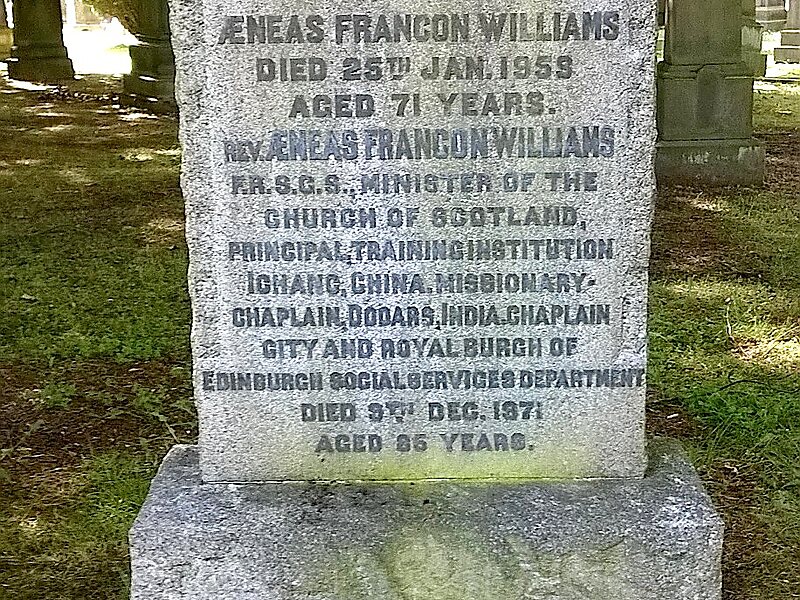 ÆNEAS FRANCON WILLIAMS
DIED 25TH JAN. 1959
AGED 71 YEARS.
REV. ÆNEAS FRANCON WILLIAMS
F.R.S.G.S., MINISTER OF THE
CHURCH OF SCOTLAND,
PRINCIPAL, TRAINING INSTITUTION
ICHANG, CHINA. MISSIONARY-
CHAPLAIN, DOOARS, INDIA. CHAPLAIN
CITY AND ROYAL BURGH OF
EDINBURGH SOCIAL SERVICES DEPARTMENT
DIED 9TH DEC. 1971
AGED 85 YEARS.